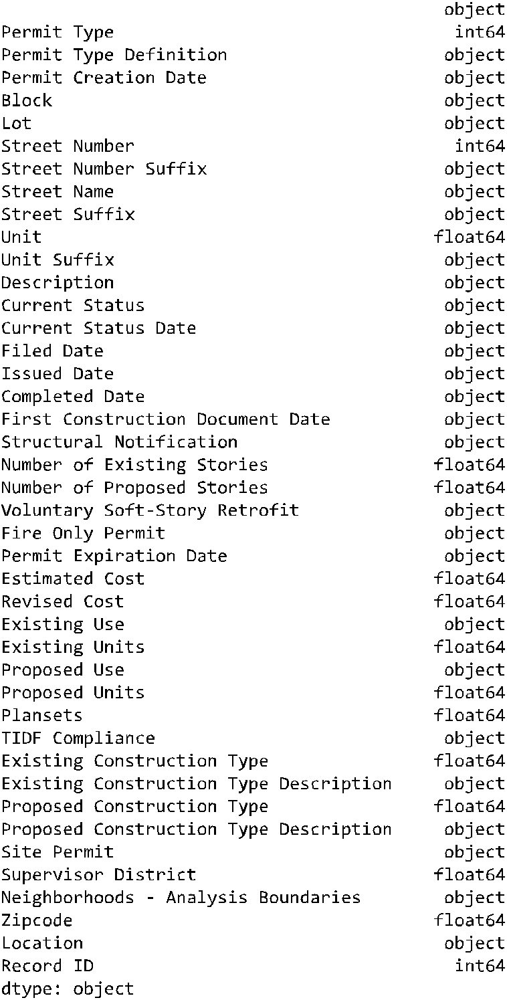 object
Permit Type int64
Permit Type Definition object
Permit Creation Date object
Block object
Lot object
Street Number int64
Street Number Suffix object
Street Name object
Street Suffix object
Unit float64
Unit Suffix object
Description object
Current Status object
Current Status Date object
Filed Date object
Issued Date object
Completed Date object
First Construction Document Date object
Structural Notification object
Number of Existing Stories float64
Number of Proposed Stories float64
Voluntary Soft-Story Retrofit object
Fire Only Permit object
Permit Expiration Date object
Estimated Cost float64
Revised Cost float64
Existing Use object
Existing Units float64
Proposed Use object
Proposed Units float64
Plansets float64
TIDF Compliance object
Existing Construction Type float64
Existing Construction Type Description object
Proposed Construction Type float64
Proposed Construction Type Description object
Site Permit object
Supervisor District float64
Neighborhoods - Analysis Boundaries object
Zipcode float64
Location object
Record ID int64
dtype: object